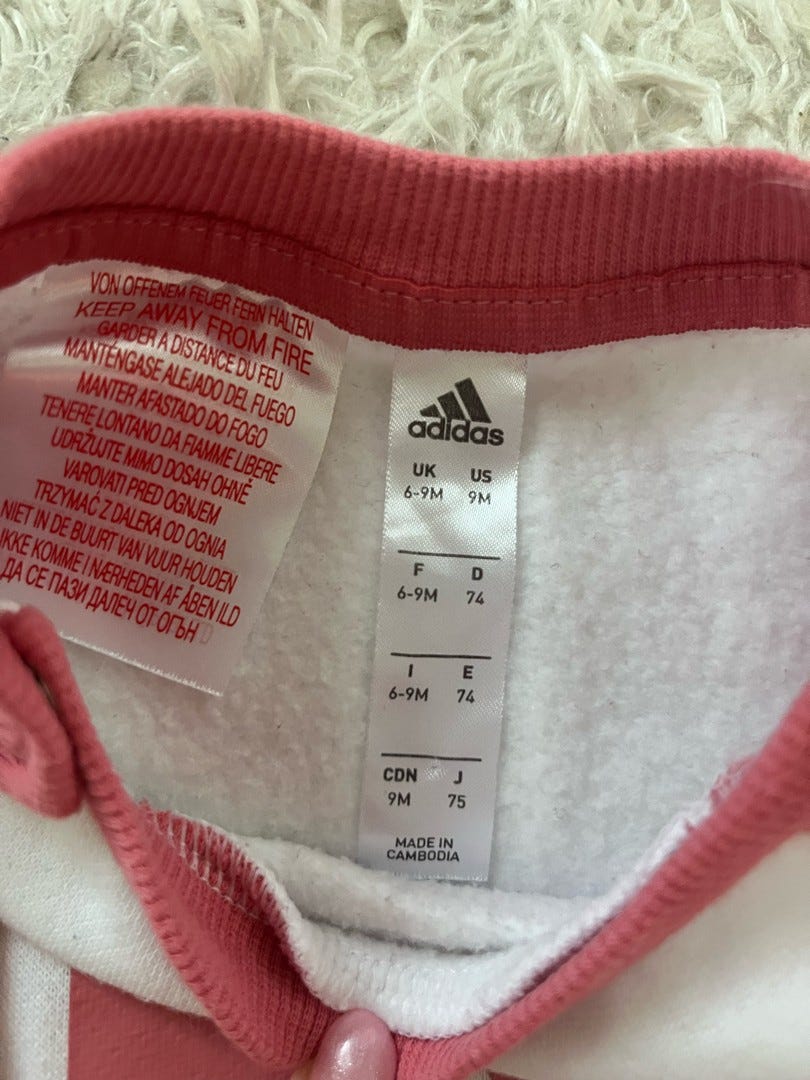 VON OFFENEM FEUER FERN HALTEN
KEEP AWAY FROM FIRE
GARDER A DISTANCE DU FEU
MANTÉNGASE ALEJADO DEL FUEGO
MANTER AFASTADO DO FOGO
TENERE LONTANO DA FIAMME LIBERE
UDRŽUJTE MIMO DOSAH OHNĚ
VAROVATI PRED OGNJEM
TRZYMAĆ Z DALEKA OD OGNIA
NIET IN DE BUURT VAN VUUR HOUDEN
IKKE KOMME I NÆRHEDEN AF ÅBEN ILD
ДА СЕ ПАЗИ ДАЛЕЧ ОТ ОГЪН
adidas
UK US
6-9M 9M
F D
6-9M 74
I E
6-9M 74
CDN J
9M 75
MADE IN
CAMBODIA